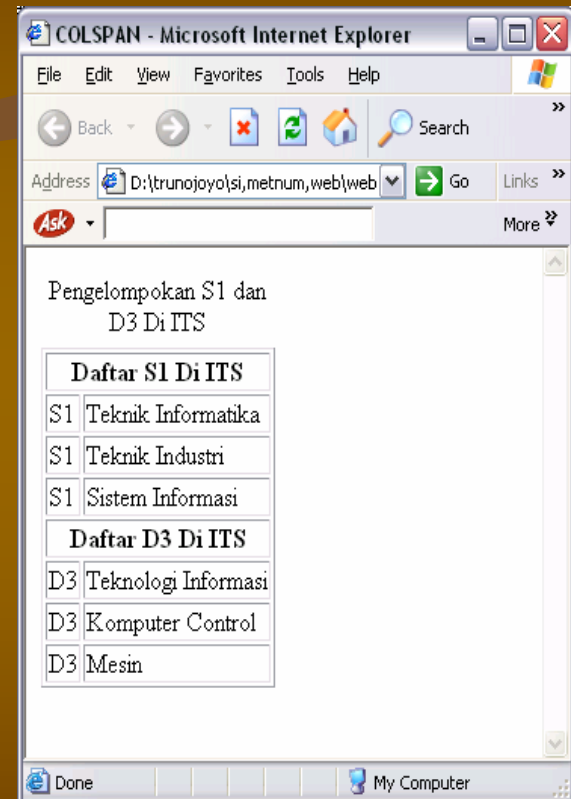 COLSPAN - Microsoft Internet Explorer
File Edit View Favorites Tools Help
Back Search »
Address D:\trunojoyo\si,metnum,web\web Go Links »
Ask More »
Pengelompokan S1 dan
D3 Di ITS
Daftar S1 Di ITS
S1 Teknik Informatika
S1 Teknik Industri
S1 Sistem Informasi
Daftar D3 Di ITS
D3 Teknologi Informasi
D3 Komputer Control
D3 Mesin
Done My Computer